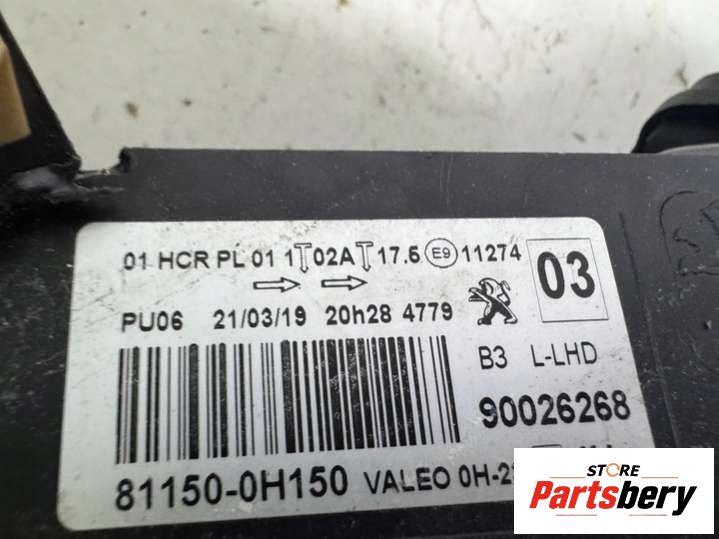 01 HCR PL 01 1 02A 17.5 E9 11274 03
PU06 21/03/19 20h28 4779
B3 L-LHD
90026268
81150-0H150 VALEO
STORE
Partsbery